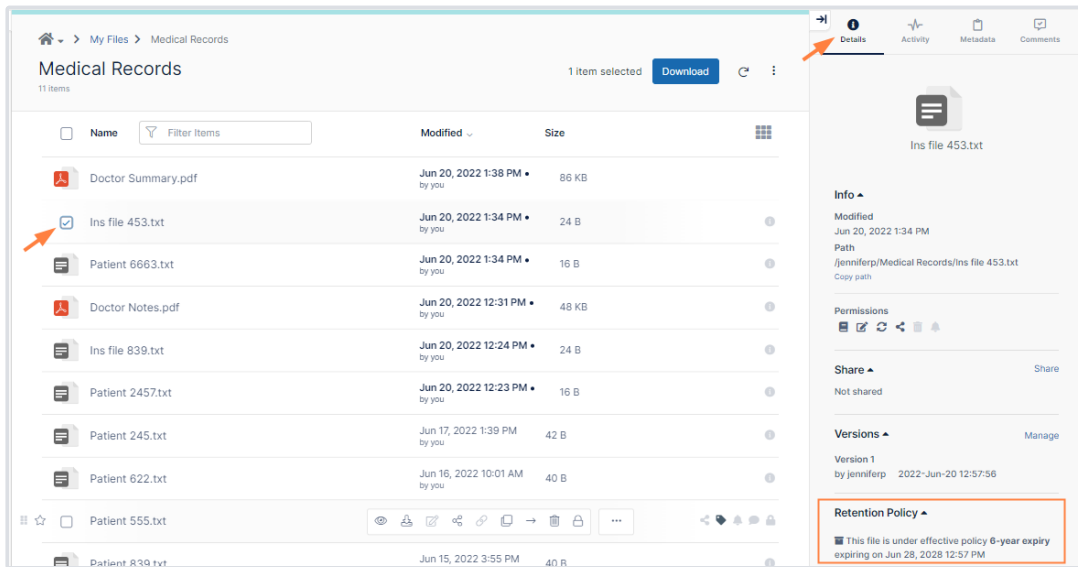 My Files
Medical Records
Medical Records
11 items
1 item selected
Download
Name
Filter Items
Modified
Size
Doctor Summary.pdf
Jun 20, 2022 1:38 PM •
by you
86 KB
Ins file 453.txt
Jun 20, 2022 1:34 PM •
by you
24 B
Patient 6663.txt
Jun 20, 2022 1:34 PM •
by you
16 B
Doctor Notes.pdf
Jun 20, 2022 12:31 PM •
by you
48 KB
Ins file 839.txt
Jun 20, 2022 12:24 PM •
by you
24 B
Patient 2457.txt
Jun 20, 2022 12:23 PM •
by you
16 B
Patient 245.txt
Jun 17, 2022 1:39 PM
by you
42 B
Patient 622.txt
Jun 16, 2022 10:01 AM
by you
40 B
Patient 555.txt
Patient 839.txt
Jun 15, 2022 3:55 PM
40 B
Details
Activity
Metadata
Comments
Ins file 453.txt
Info
Modified
Jun 20, 2022 1:34 PM
Path
/jenniferp/Medical Records/Ins file 453.txt
Copy path
Permissions
Share
Share
Not shared
Versions
Manage
Version 1
by jenniferp 2022-Jun-20 12:57:56
Retention Policy
This file is under effective policy 6-year expiry
expiring on Jun 28, 2028 12:57 PM